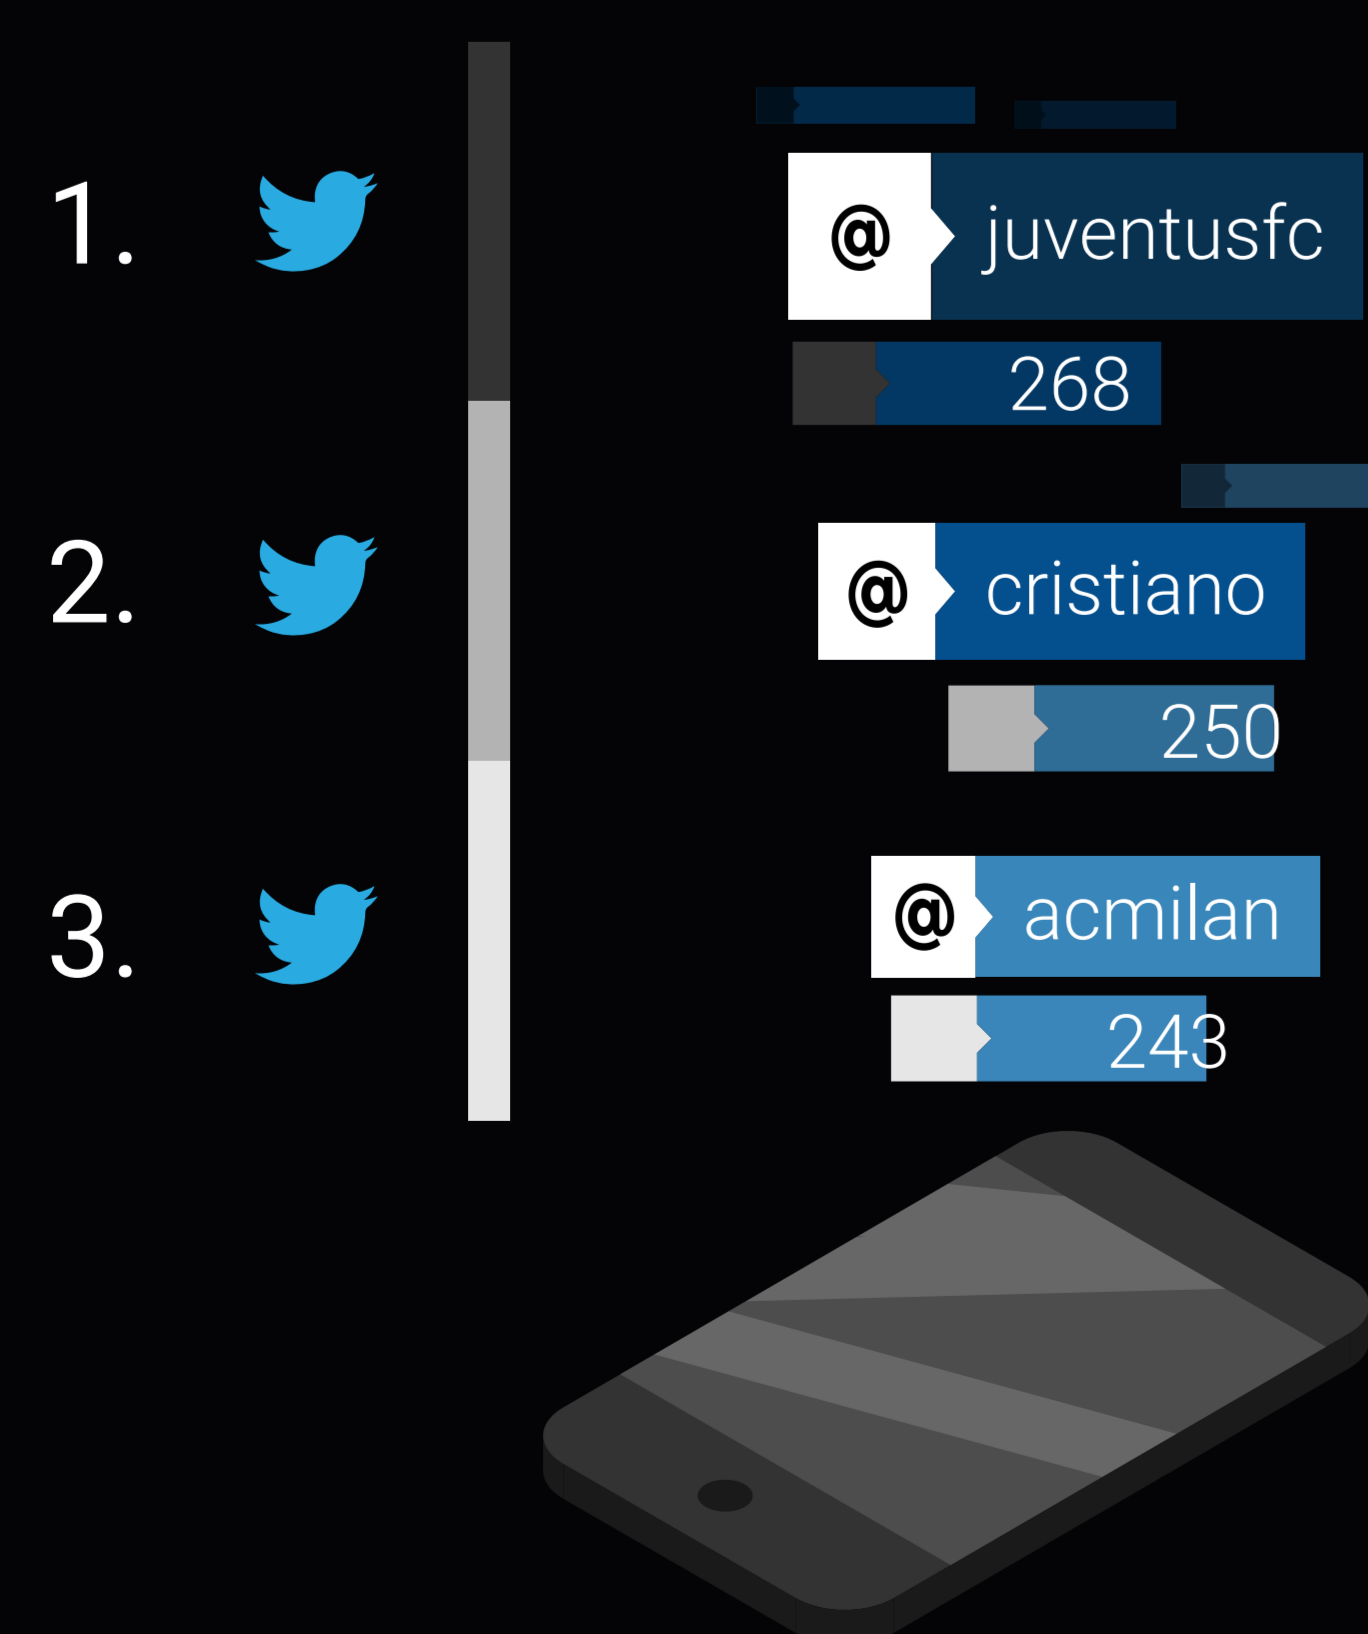 1.
@ juventusfc
268
2.
@ cristiano
250
3.
@ acmilan
243